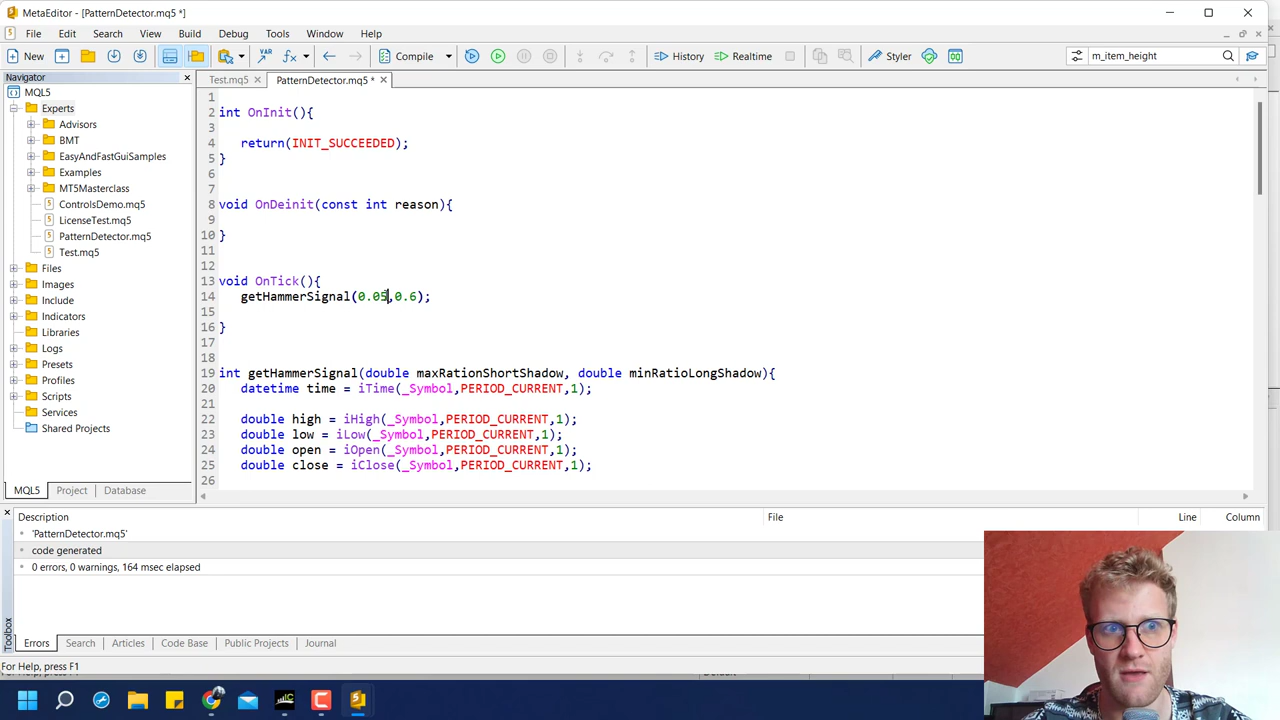 MetaEditor - [PatternDetector.mq5 *]
File Edit Search View Debug Tools Window Help
New Compile History Realtime Styler m_item_height
Navigator
MQL5
Experts
Advisors
BMT
EasyAndFastGuiSamples
Examples
MT5Masterclass
ControlsDemo.mq5
LicenseTest.mq5
PatternDetector.mq5
Test.mq5
Files
Images
Include
Indicators
Libraries
Logs
Presets
Profiles
Scripts
Services
Shared Projects
MQL5 Project Database
Test.mq5 PatternDetector.mq5 *
1
2 int OnInit(){
3
4 return(INIT_SUCCEEDED);
5 }
6
7
8 void OnDeinit(const int reason){
9
10 }
11
12
13 void OnTick(){
14 getHammerSignal(0.05,0.6);
15
16 }
17
18
19 int getHammerSignal(double maxRationShortShadow, double minRatioLongShadow){
20 datetime time = iTime(_Symbol,PERIOD_CURRENT,1);
21
22 double high = iHigh(_Symbol,PERIOD_CURRENT,1);
23 double low = iLow(_Symbol,PERIOD_CURRENT,1);
24 double open = iOpen(_Symbol,PERIOD_CURRENT,1);
25 double close = iClose(_Symbol,PERIOD_CURRENT,1);
26
Description File Line Column
'PatternDetector.mq5'
code generated
0 errors, 0 warnings, 164 msec elapsed
Toolbox
Errors Search Articles Code Base Public Projects Journal
For Help, press F1